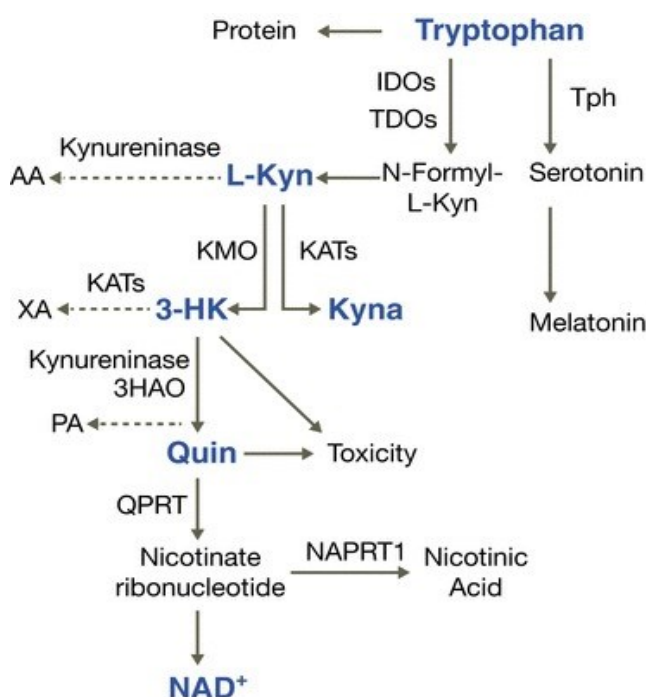 Protein
Tryptophan
IDOs
TDOs
Tph
Kynureninase
AA
L-Kyn
N-Formyl-
L-Kyn
Serotonin
KMO
KATs
KATs
XA
3-HK
Kyna
Melatonin
Kynureninase
3HAO
PA
Quin
Toxicity
QPRT
Nicotinate
ribonucleotide
NAPRT1
Nicotinic
Acid
NAD⁺